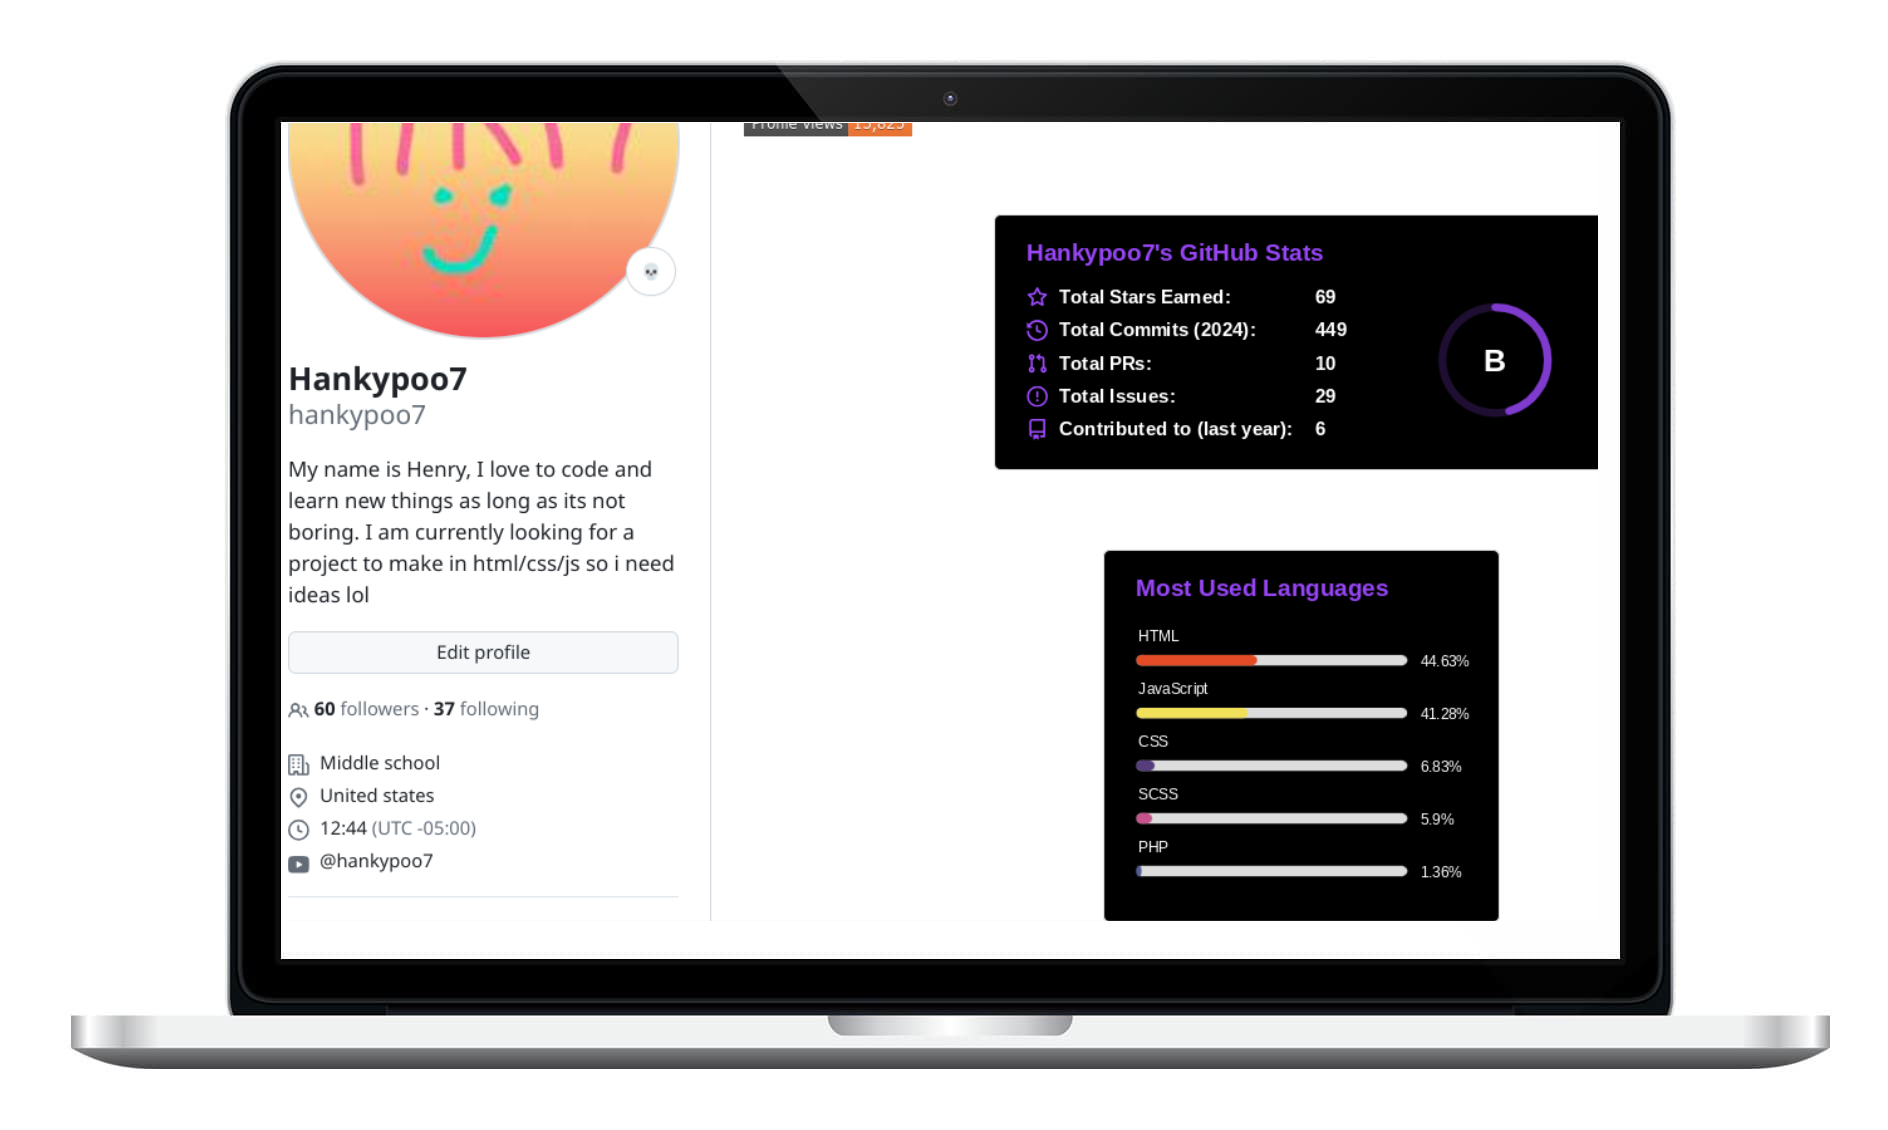 Profile views 15,825
Hankypoo7
hankypoo7
My name is Henry, I love to code and
learn new things as long as its not
boring. I am currently looking for a
project to make in html/css/js so i need
ideas lol
Edit profile
60 followers · 37 following
Middle school
United states
12:44 (UTC -05:00)
@hankypoo7
Hankypoo7's GitHub Stats
Total Stars Earned: 69
Total Commits (2024): 449
Total PRs: 10
Total Issues: 29
Contributed to (last year): 6
B
Most Used Languages
HTML
44.63%
JavaScript
41.28%
CSS
6.83%
SCSS
5.9%
PHP
1.36%